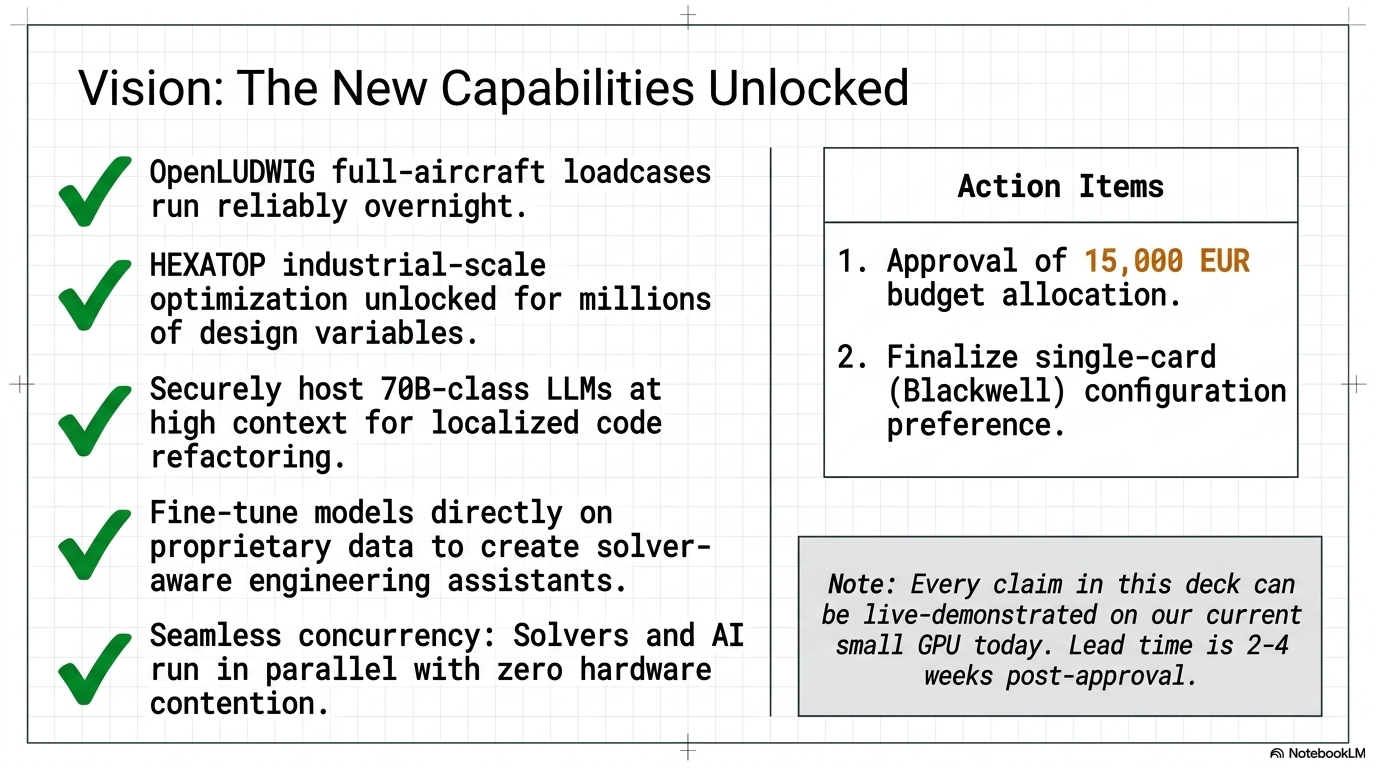 Vision: The New Capabilities Unlocked
OpenLUDWIG full-aircraft loadcases
run reliably overnight.
HEXATOP industrial-scale
optimization unlocked for millions
of design variables.
Securely host 70B-class LLMs at
high context for localized code
refactoring.
Fine-tune models directly on
proprietary data to create solver-
aware engineering assistants.
Seamless concurrency: Solvers and AI
run in parallel with zero hardware
contention.
Action Items
1. Approval of 15,000 EUR
budget allocation.
2. Finalize single-card
(Blackwell) configuration
preference.
Note: Every claim in this deck can
be live-demonstrated on our current
small GPU today. Lead time is 2-4
weeks post-approval.
NotebookLM